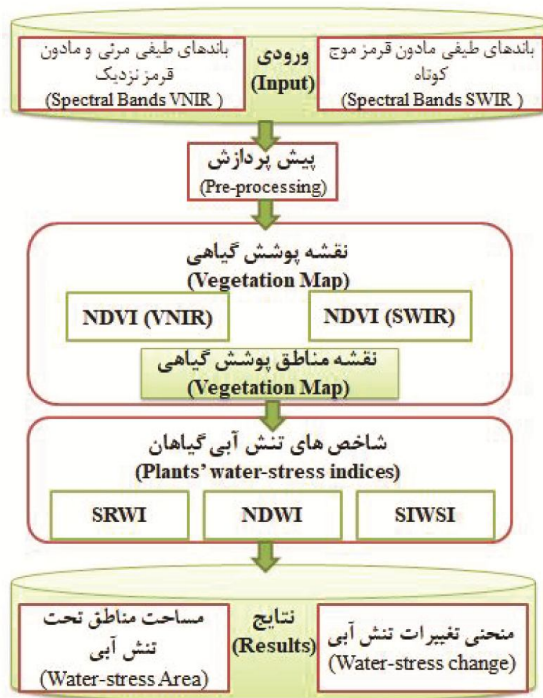 باندهای طیفی مادون قرمز موج
کوتاه
(Spectral Bands SWIR )
ورودی
(Input)
باندهای طیفی مرئی و مادون
قرمز نزدیک
(Spectral Bands VNIR )
پیش پردازش
(Pre-processing)
نقشه پوشش گیاهی
(Vegetation Map)
NDVI (VNIR)
NDVI (SWIR)
نقشه مناطق پوشش گیاهی
(Vegetation Map)
شاخص های تنش آبی گیاهان
(Plants’ water-stress indices)
SRWI
NDWI
SIWSI
منحنی تغییرات تنش آبی
(Water-stress change)
نتایج
(Results)
مساحت مناطق تحت
تنش آبی
(Water-stress Area)